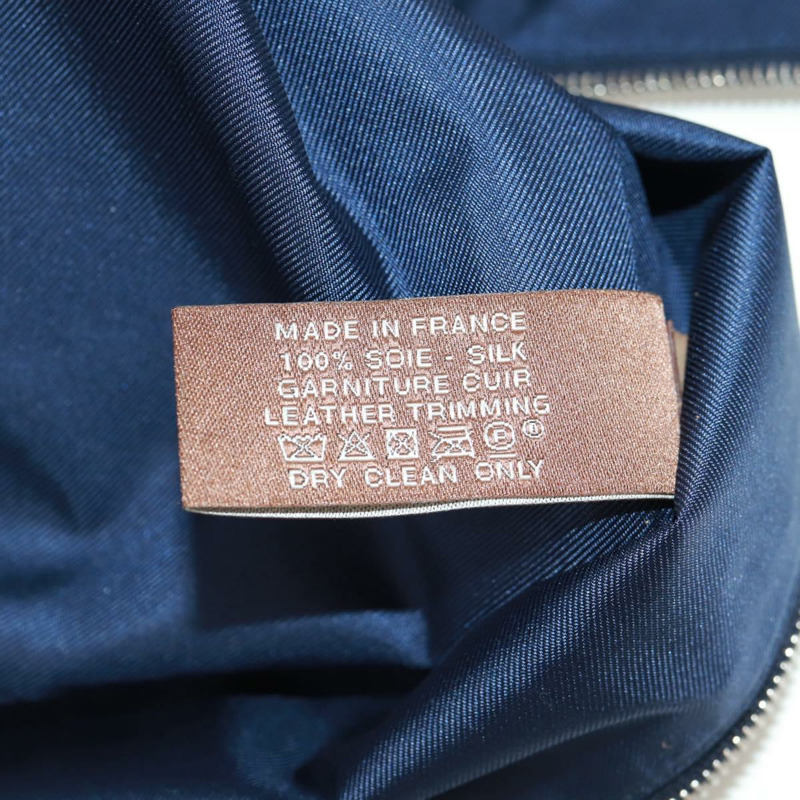 MADE IN FRANCE
100% SOIE - SILK
GARNITURE CUIR
LEATHER TRIMMING
P ®
DRY CLEAN ONLY